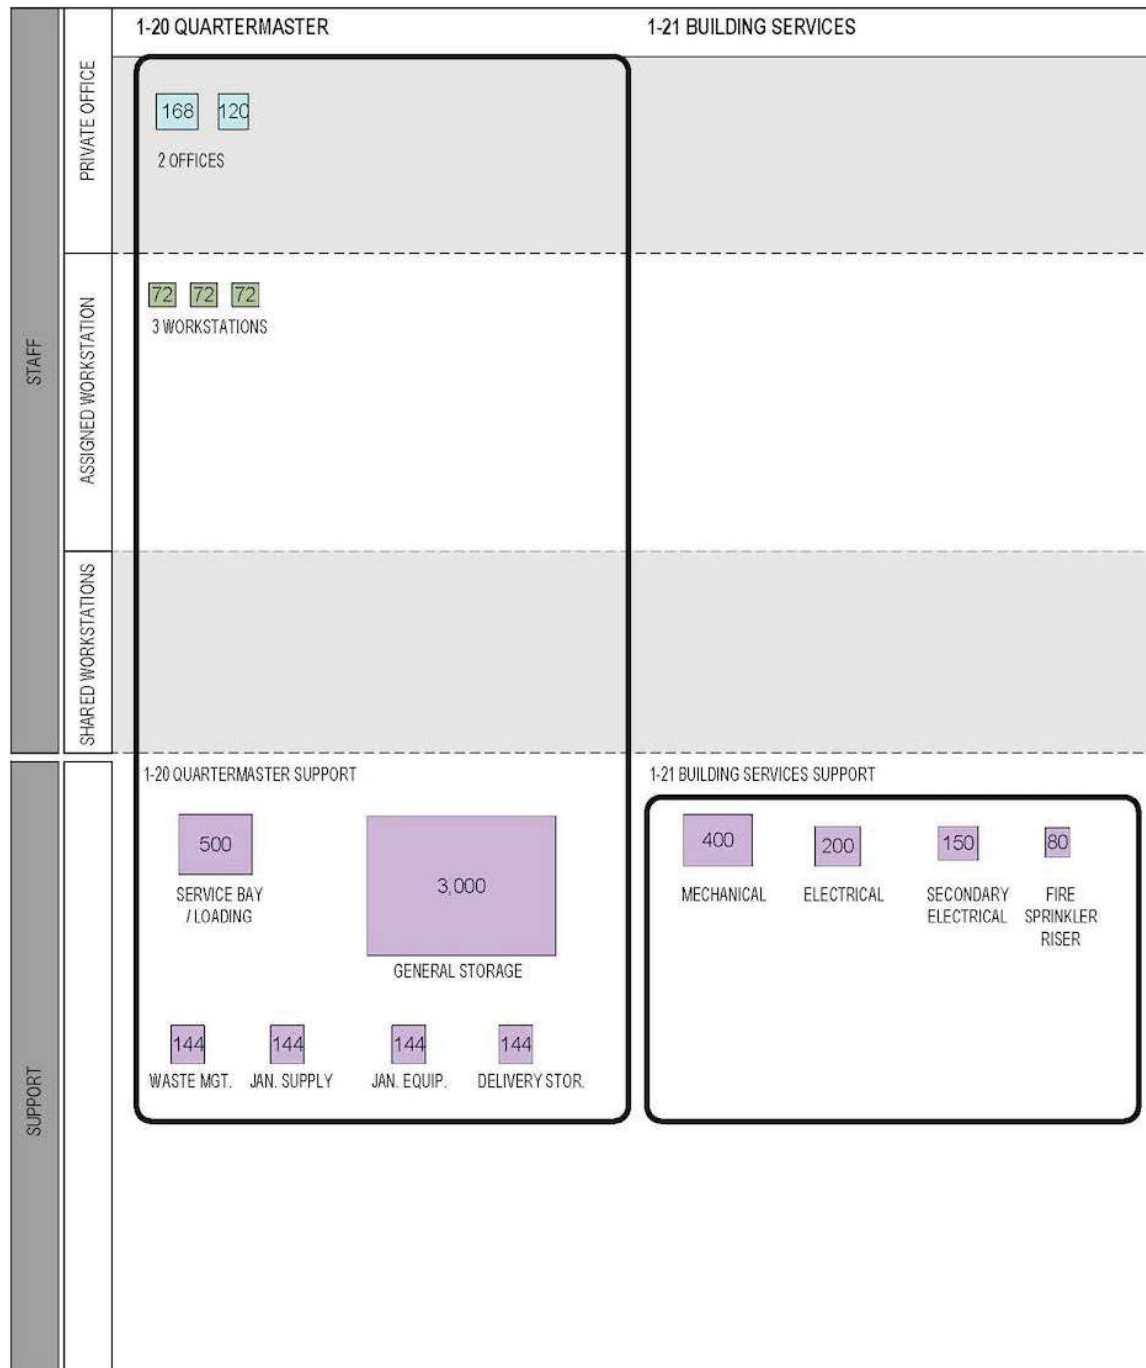 1-20 QUARTERMASTER
1-21 BUILDING SERVICES
STAFF
PRIVATE OFFICE
168 120
2 OFFICES
ASSIGNED WORKSTATION
72 72 72
3 WORKSTATIONS
SHARED WORKSTATIONS
SUPPORT
1-20 QUARTERMASTER SUPPORT
500
SERVICE BAY
/ LOADING
3,000
GENERAL STORAGE
144 144 144 144
WASTE MGT. JAN. SUPPLY JAN. EQUIP. DELIVERY STOR.
1-21 BUILDING SERVICES SUPPORT
400
MECHANICAL
200
ELECTRICAL
150
SECONDARY
ELECTRICAL
80
FIRE
SPRINKLER
RISER